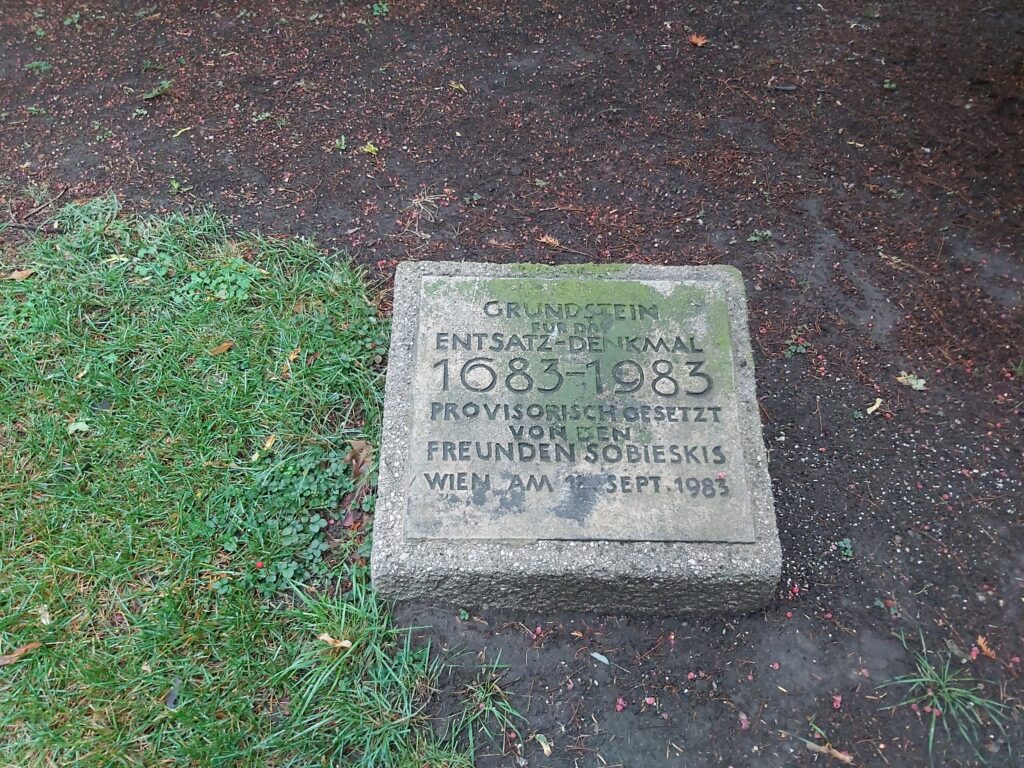 GRUNDSTEIN
FÜR DAS
ENTSATZ-DENKMAL
1683-1983
PROVISORISCH GESETZT
VON DEN
FREUNDEN SOBIESKIS
WIEN AM SEPT. 1983